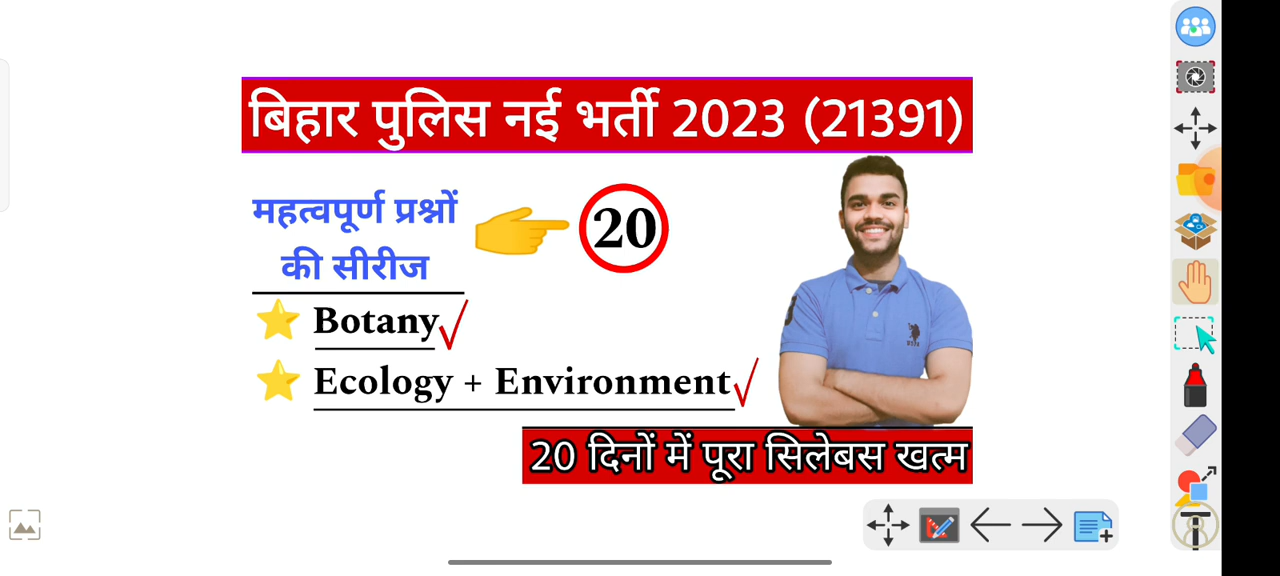 बिहार पुलिस नई भर्ती 2023 (21391)
महत्वपूर्ण प्रश्नों
की सीरीज
20
Botany
Ecology + Environment
20 दिनों में पूरा सिलेबस खत्म